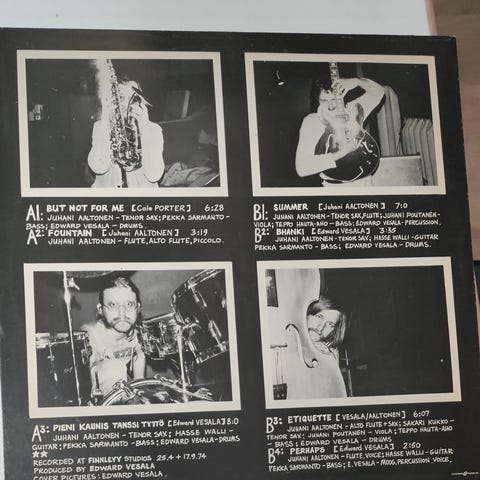 A1: BUT NOT FOR ME [Cole PORTER] 6:28
JUHANI AALTONEN - TENOR SAX; PEKKA SARMANTO -
BASS; EDWARD VESALA - DRUMS.
A2: FOUNTAIN [Juhani AALTONEN] 3:19
JUHANI AALTONEN - FLUTE, ALTO FLUTE, PICCOLO.
B1: SUMMER [Juhani AALTONEN] 7:0
JUHANI AALTONEN - TENOR SAX, FLUTE; JUHANI POUTANEN -
VIOLA; TEPPO HAUTA-AHO - BASS; EDWARD VESALA - PERCUSSION.
B2: BHANKI [Edward VESALA] 3:35
JUHANI AALTONEN - TENOR SAX; HASSE WALLI - GUITAR
PEKKA SARMANTO - BASS; EDWARD VESALA - DRUMS.
A3: PIENI KAUNIS TANSSI TYTTÖ [Edward VESALA] 8:0
JUHANI AALTONEN - TENOR SAX; HASSE WALLI -
GUITAR; PEKKA SARMANTO - BASS; EDWARD VESALA - DRUMS
★★
RECORDED AT FINNLEVY STUDIOS 25.4 + 17.9.74
PRODUCED BY EDWARD VESALA
COVER PICTURES: EDWARD VESALA
B3: ETIQUETTE [VESALA/AALTONEN] 6:07
JUHANI AALTONEN - ALTO FLUTE + SITX; SAKARI KUKKO -
TENOR SAX; JUHANI POUTANEN - VIOLA; TEPPO HAUTA-AHO
- BASS; EDWARD VESALA - DRUMS
B4: PERHAPS [Edward VESALA] 2:50
JUHANI AALTONEN - FLUTE, VOICE; HASSE WALLI - GUITAR
PEKKA SARMANTO - BASS; E. VESALA - PERCUSSION, VOICE.